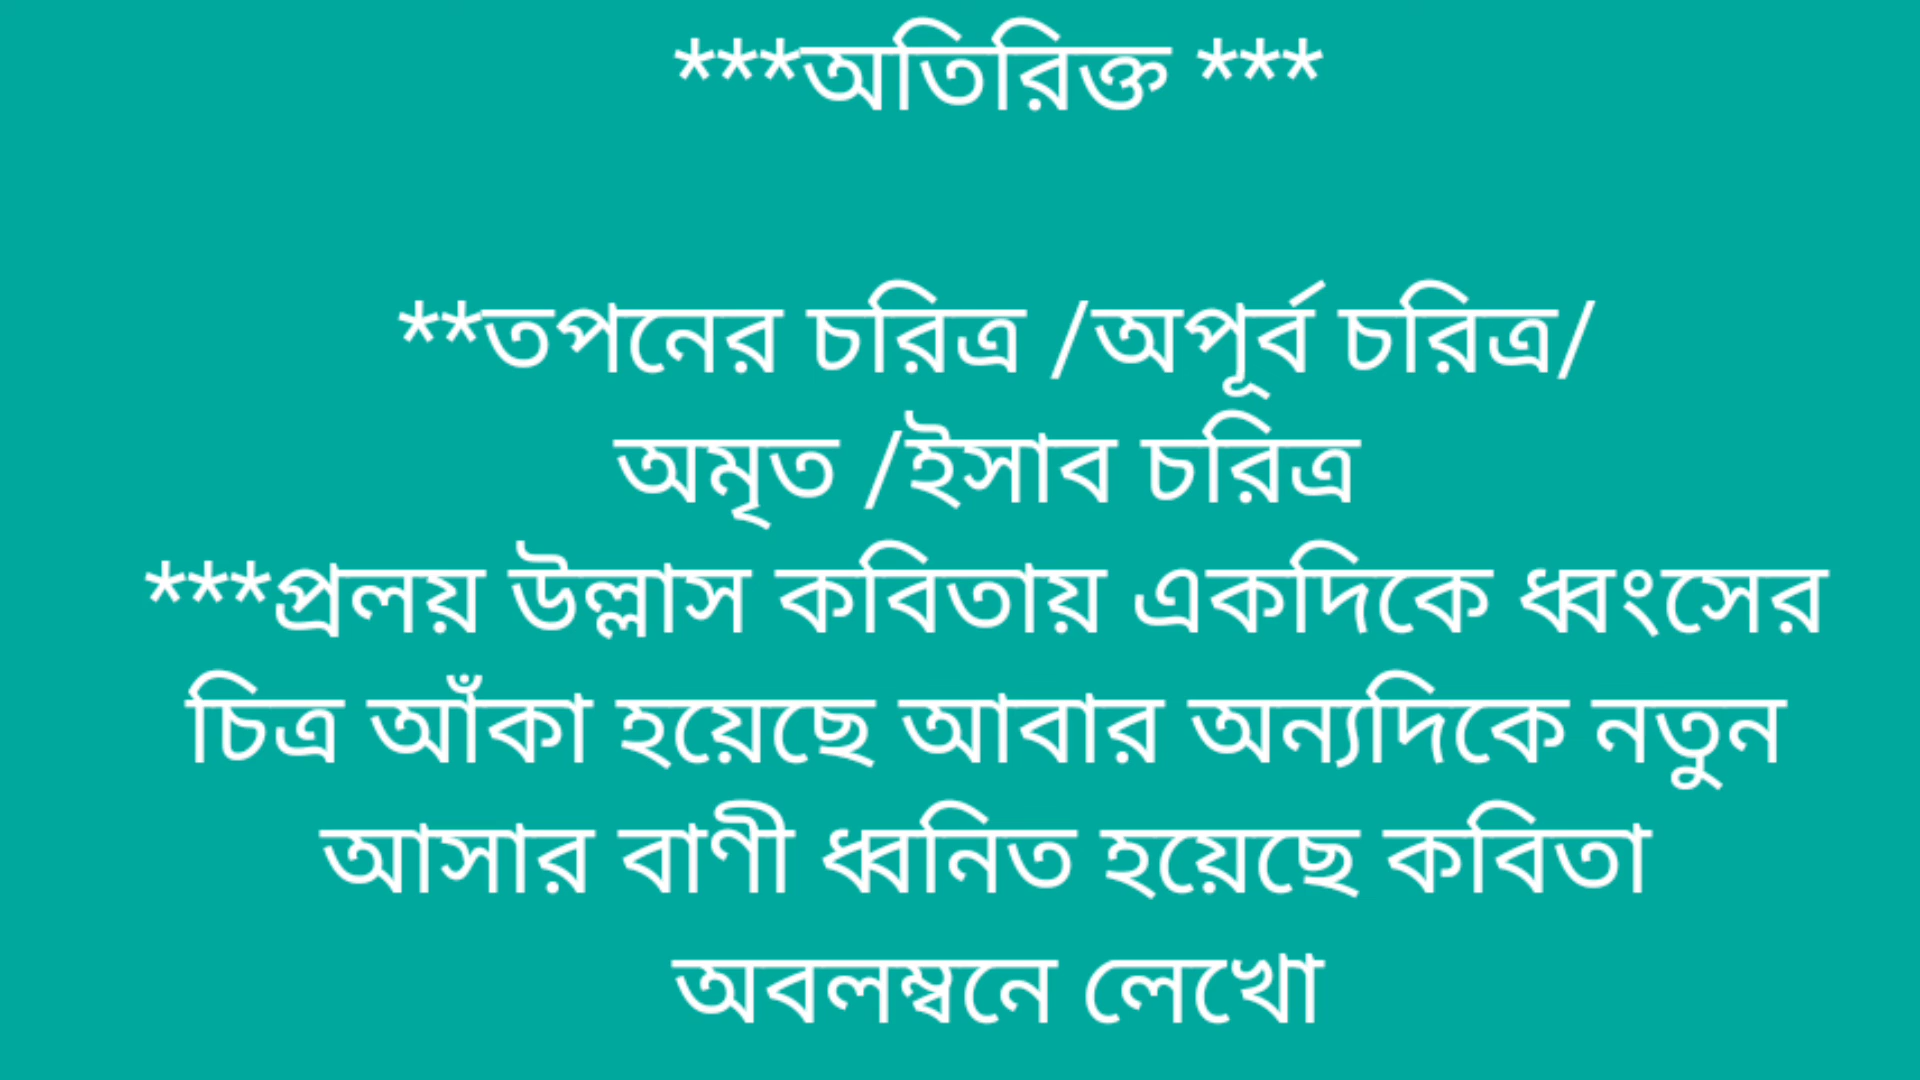 ***অতিরিক্ত ***
**তপনের চরিত্র /অপূর্ব চরিত্র/
অমৃত /ইসাব চরিত্র
***প্রলয় উল্লাস কবিতায় একদিকে ধ্বংসের
চিত্র আঁকা হয়েছে আবার অন্যদিকে নতুন
আসার বাণী ধ্বনিত হয়েছে কবিতা
অবলম্বনে লেখো